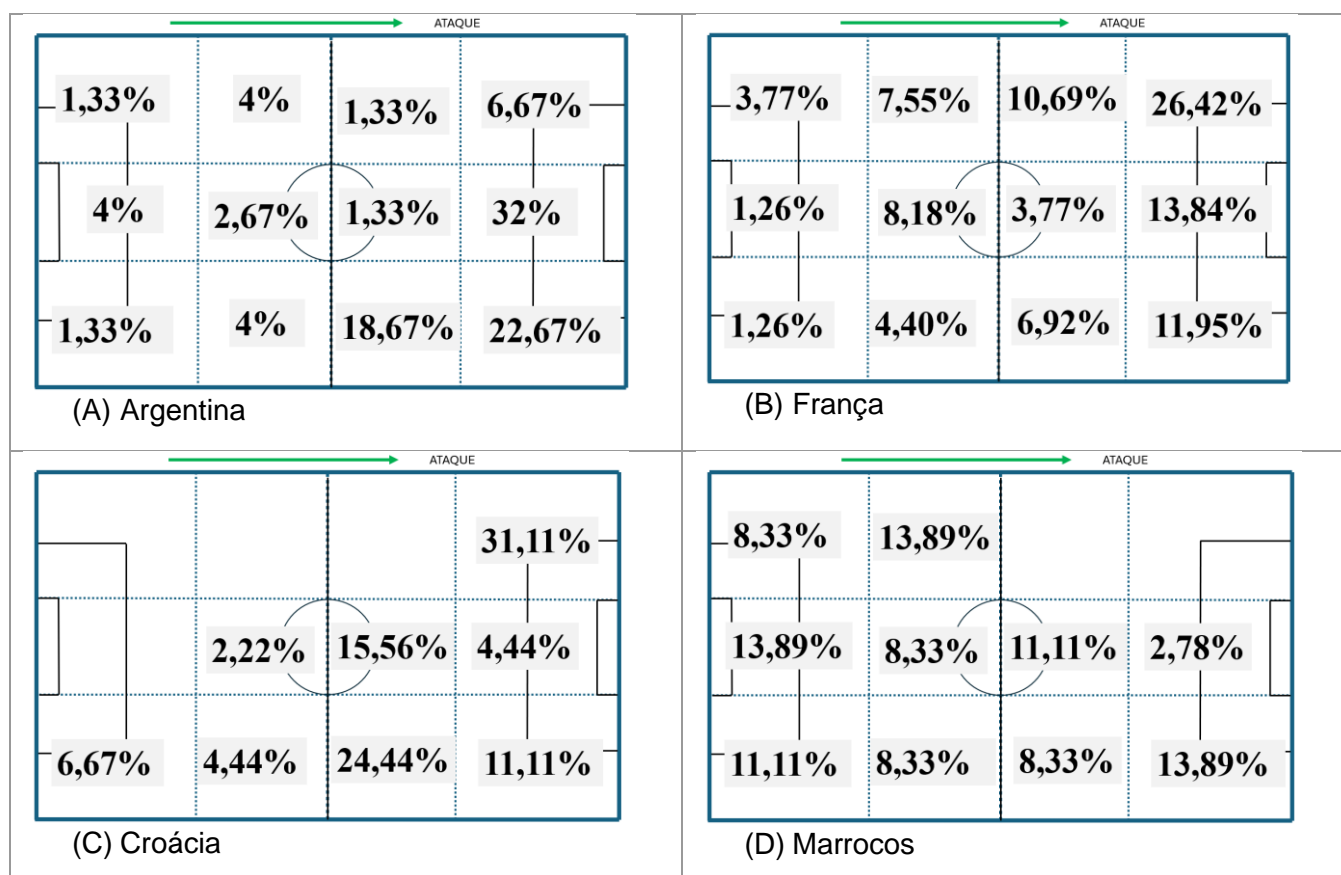 ATAQUE
1,33% 4% 1,33% 6,67%
4% 2,67% 1,33% 32%
1,33% 4% 18,67% 22,67%
(A) Argentina
ATAQUE
3,77% 7,55% 10,69% 26,42%
1,26% 8,18% 3,77% 13,84%
1,26% 4,40% 6,92% 11,95%
(B) França
ATAQUE
31,11%
2,22% 15,56% 4,44%
6,67% 4,44% 24,44% 11,11%
(C) Croácia
ATAQUE
8,33% 13,89%
13,89% 8,33% 11,11% 2,78%
11,11% 8,33% 8,33% 13,89%
(D) Marrocos